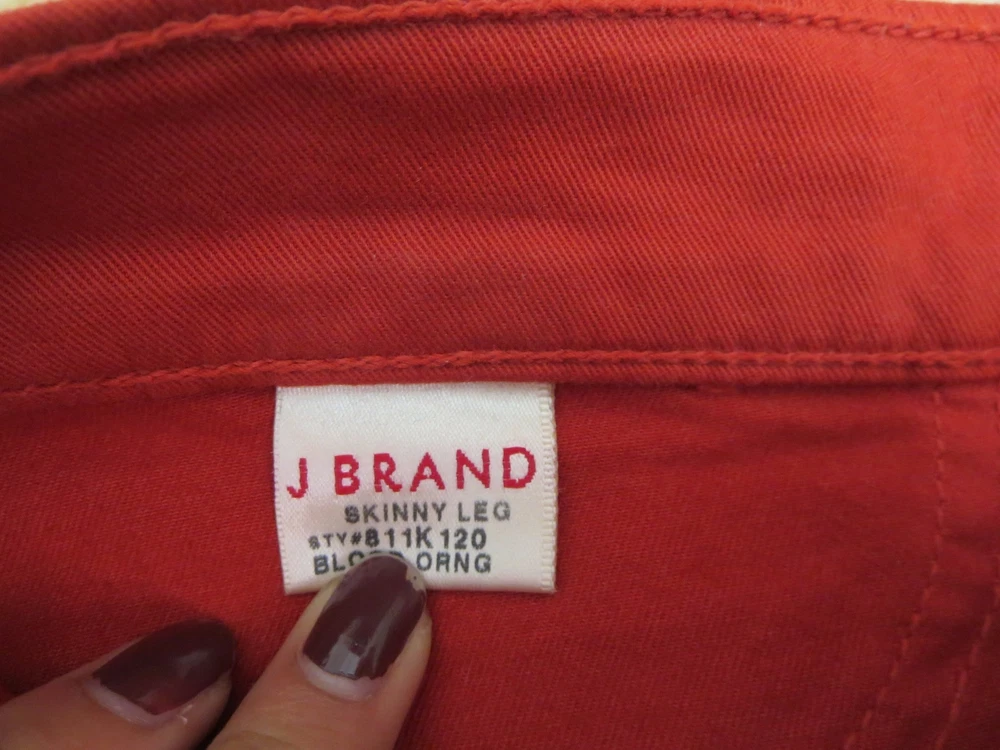 J BRAND
SKINNY LEG
STY#811K120
ORNG